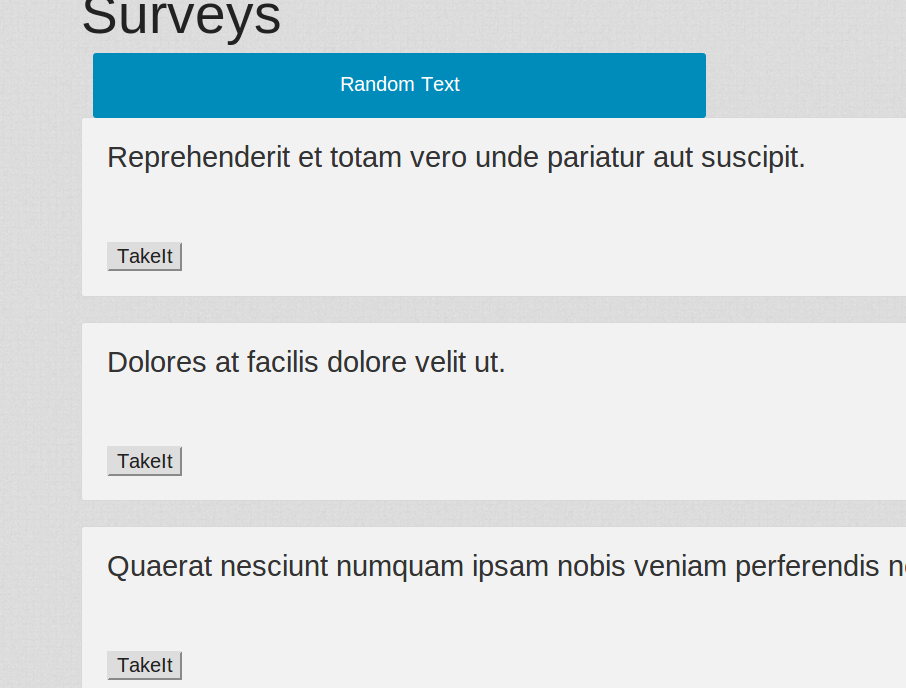 Surveys
Random Text
Reprehenderit et totam vero unde pariatur aut suscipit.
TakeIt
Dolores at facilis dolore velit ut.
TakeIt
Quaerat nesciunt numquam ipsam nobis veniam perferendis
TakeIt